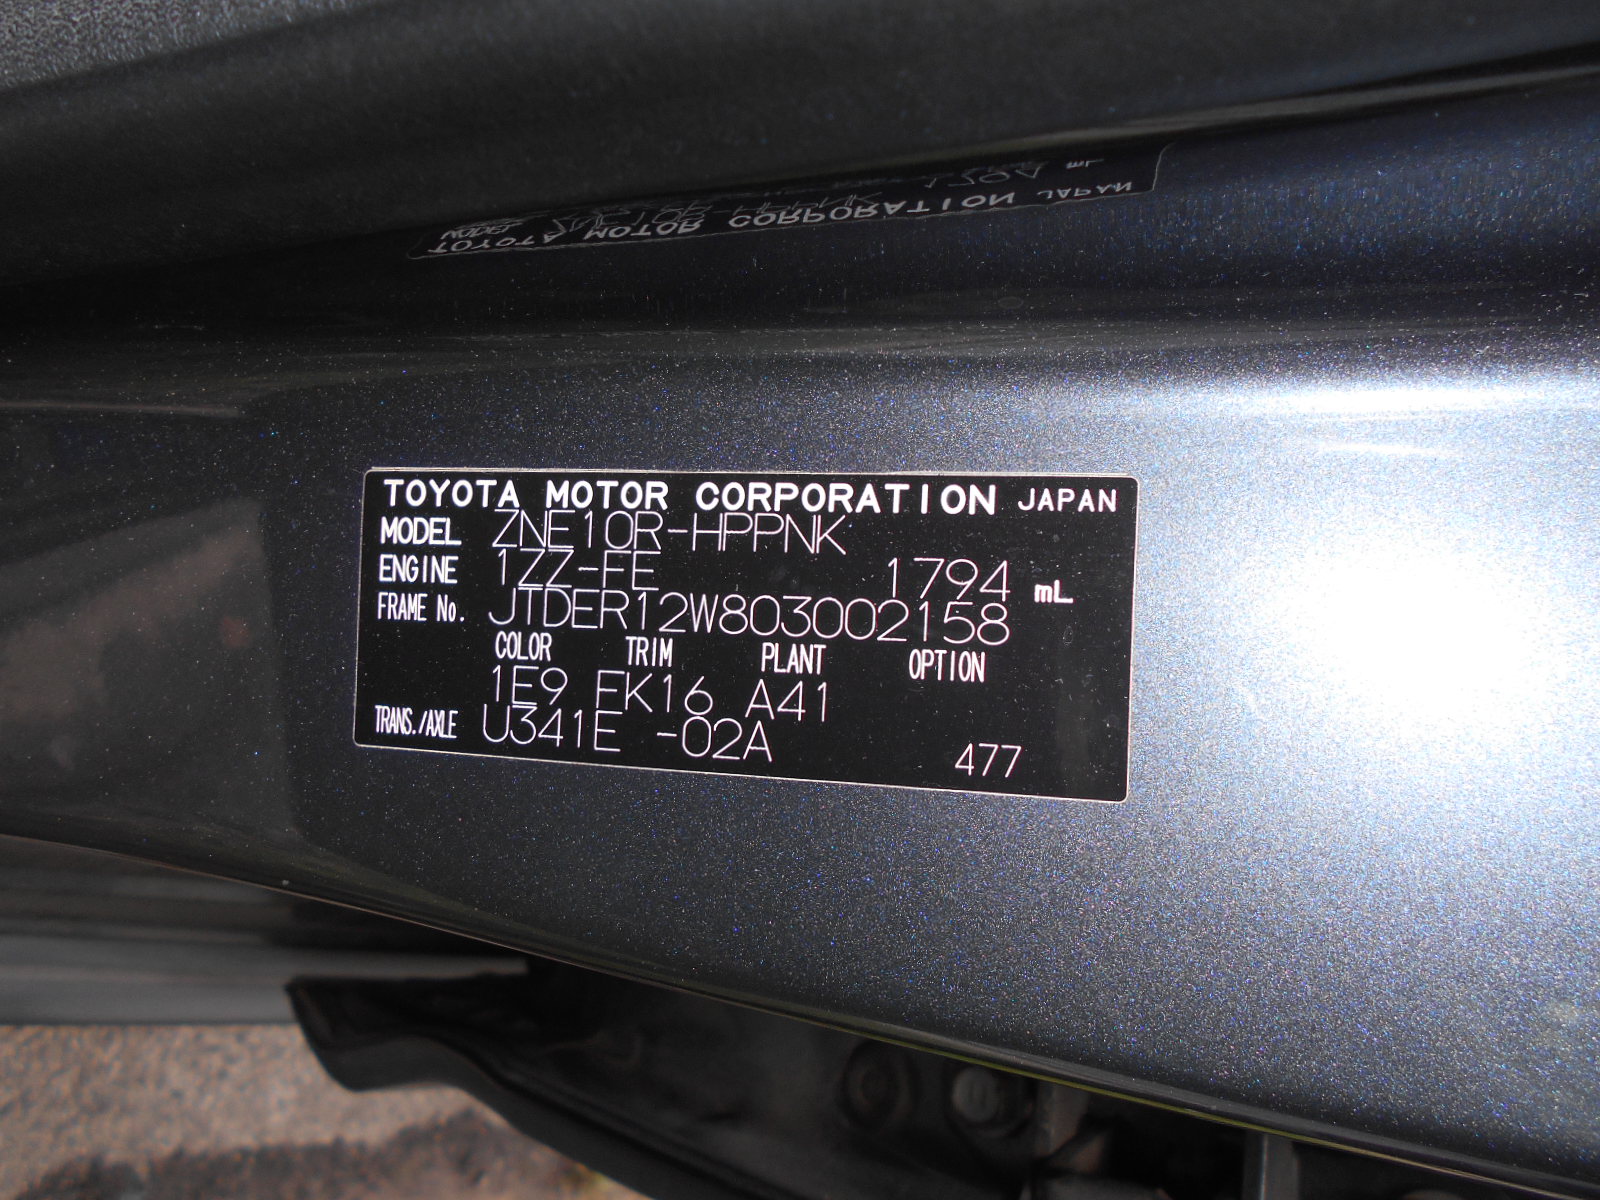 TOYOTA MOTOR CORPORATION JAPAN
MODEL ZNE10R-HPPNK
ENGINE 1ZZ-FE 1794 mL
FRAME No. JTDER12W803002158
COLOR TRIM PLANT OPTION
1E9 FK16 A41
TRANS./AXLE U341E -02A
477